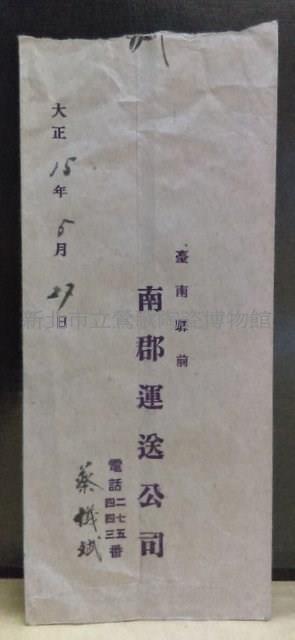 臺南驛前
南郡運送公司
電話二七五
四四三番
大正15年5月27日
新北市立鶯歌陶瓷博物館